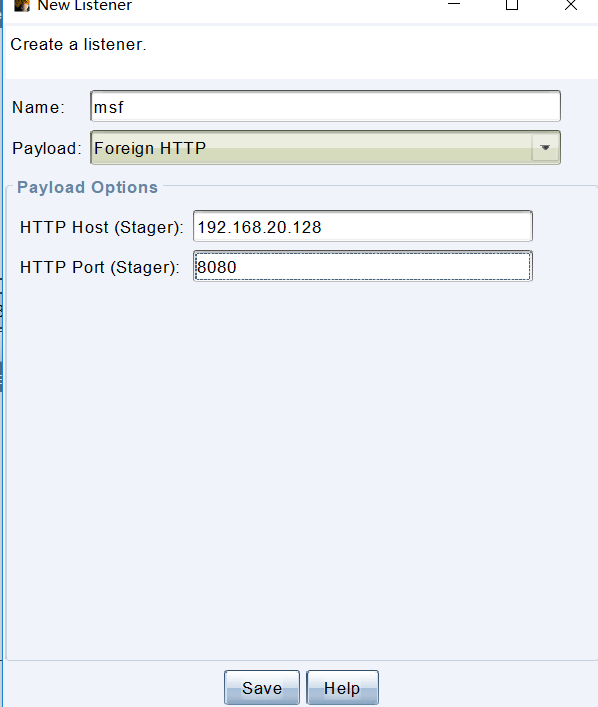 New Listener
Create a listener.
Name: msf
Payload: Foreign HTTP
Payload Options
HTTP Host (Stager): 192.168.20.128
HTTP Port (Stager): 8080
Save Help